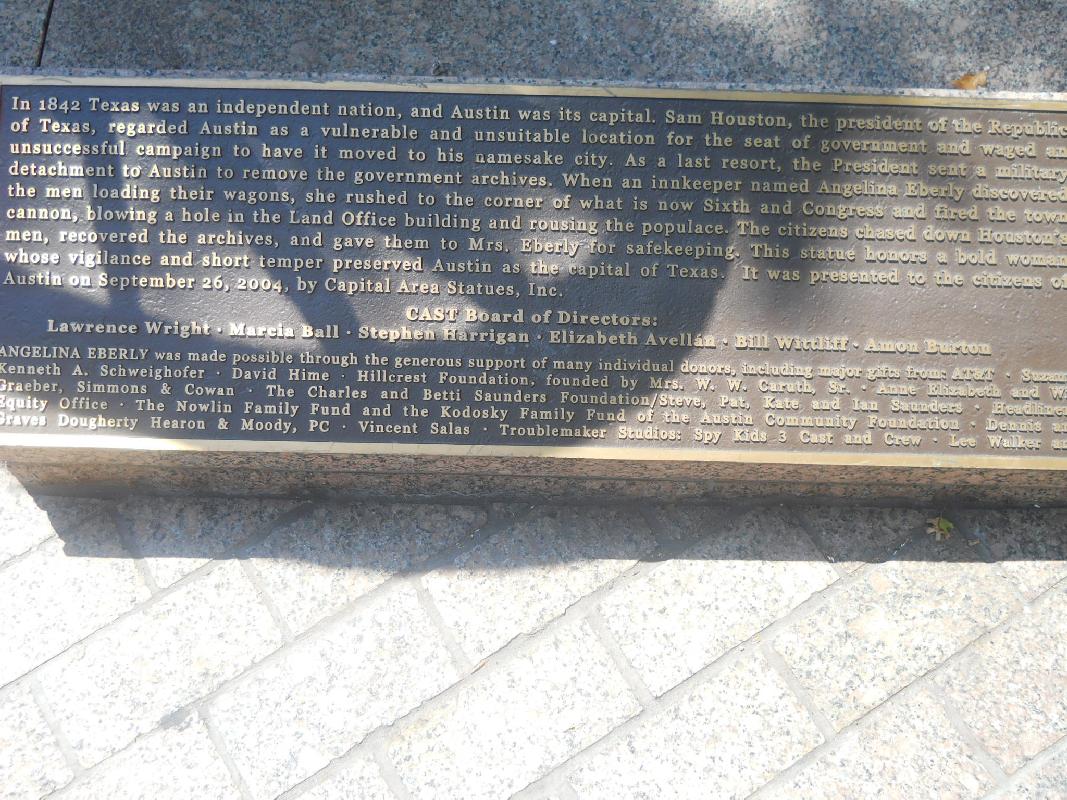 In 1842 Texas was an independent nation, and Austin was its capital. Sam Houston, the president of the Republic
of Texas, regarded Austin as a vulnerable and unsuitable location for the seat of government and waged an
unsuccessful campaign to have it moved to his namesake city. As a last resort, the President sent a military
detachment to Austin to remove the government archives. When an innkeeper named Angelina Eberly discovered
the men loading their wagons, she rushed to the corner of what is now Sixth and Congress and fired the town
cannon, blowing a hole in the Land Office building and rousing the populace. The citizens chased down Houston's
men, recovered the archives, and gave them to Mrs. Eberly for safekeeping. This statue honors a bold woman
whose vigilance and short temper preserved Austin as the capital of Texas. It was presented to the citizens of
Austin on September 26, 2004, by Capital Area Statues, Inc.
CAST Board of Directors:
Lawrence Wright · Marcia Ball · Stephen Harrigan · Elizabeth Avellán · Bill Wittliff · Amon Burton
ANGELINA EBERLY was made possible through the generous support of many individual donors, including major gifts from: AT&T
Kenneth A. Schweighofer · David Hime · Hillcrest Foundation, founded by Mrs. W. W. Caruth, Sr. · Anne Elizabeth and W.
Graeber, Simmons & Cowan · The Charles and Betti Saunders Foundation/Steve, Pat, Kate and Ian Saunders ·
Equity Office · The Nowlin Family Fund and the Kodosky Family Fund of the Austin Community Foundation · Dennis
Graves Dougherty Hearon & Moody, PC · Vincent Salas · Troublemaker Studios: Spy Kids 3 Cast and Crew · Lee Walker